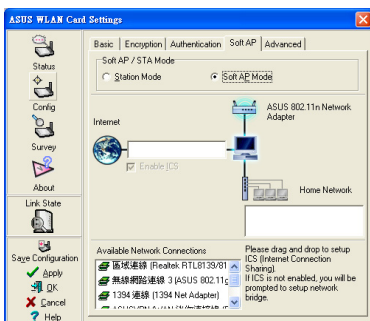 ASUS WLAN Card Settings
Status
Config
Survey
About
Link State
Save Configuration
Apply
OK
Cancel
Help
Basic
Encryption
Authentication
Soft AP
Advanced
Soft AP / STA Mode
Station Mode
Soft AP Mode
Internet
ASUS 802.11n Network
Adapter
Enable ICS
Home Network
Available Network Connections
區域連線 (Realtek RTL8139/81
無線網路連線 3 (ASUS 802.11g
1394 連線 (1394 Net Adapter)
Please drag and drop to setup
ICS (Internet Connection
Sharing).
If ICS is not enabled, you will be
prompted to setup network
bridge.